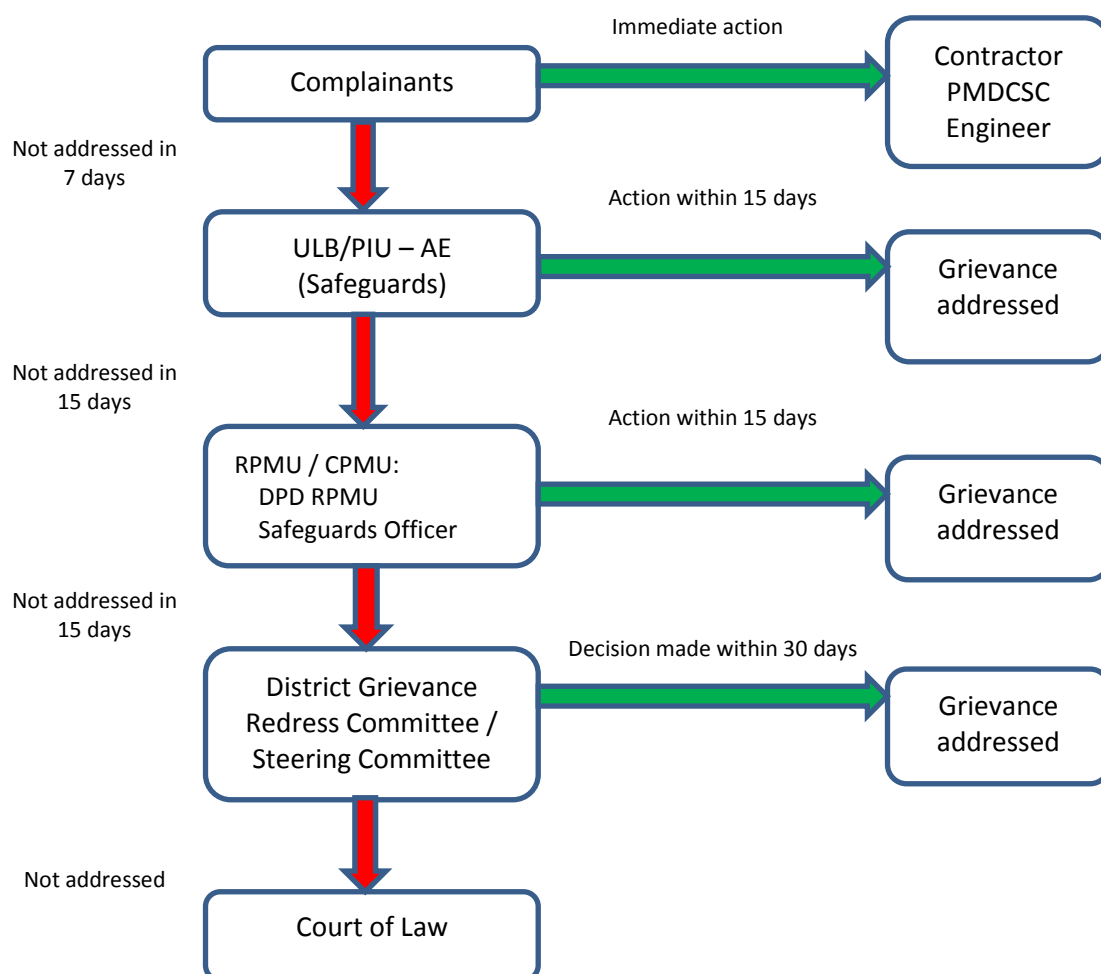 Immediate action
Complainants
Contractor
PMDCSC
Engineer
Not addressed in
7 days
Action within 15 days
ULB/PIU – AE
(Safeguards)
Grievance
addressed
Not addressed in
15 days
Action within 15 days
RPMU / CPMU:
DPD RPMU
Safeguards Officer
Grievance
addressed
Not addressed in
15 days
Decision made within 30 days
District Grievance
Redress Committee /
Steering Committee
Grievance
addressed
Not addressed
Court of Law